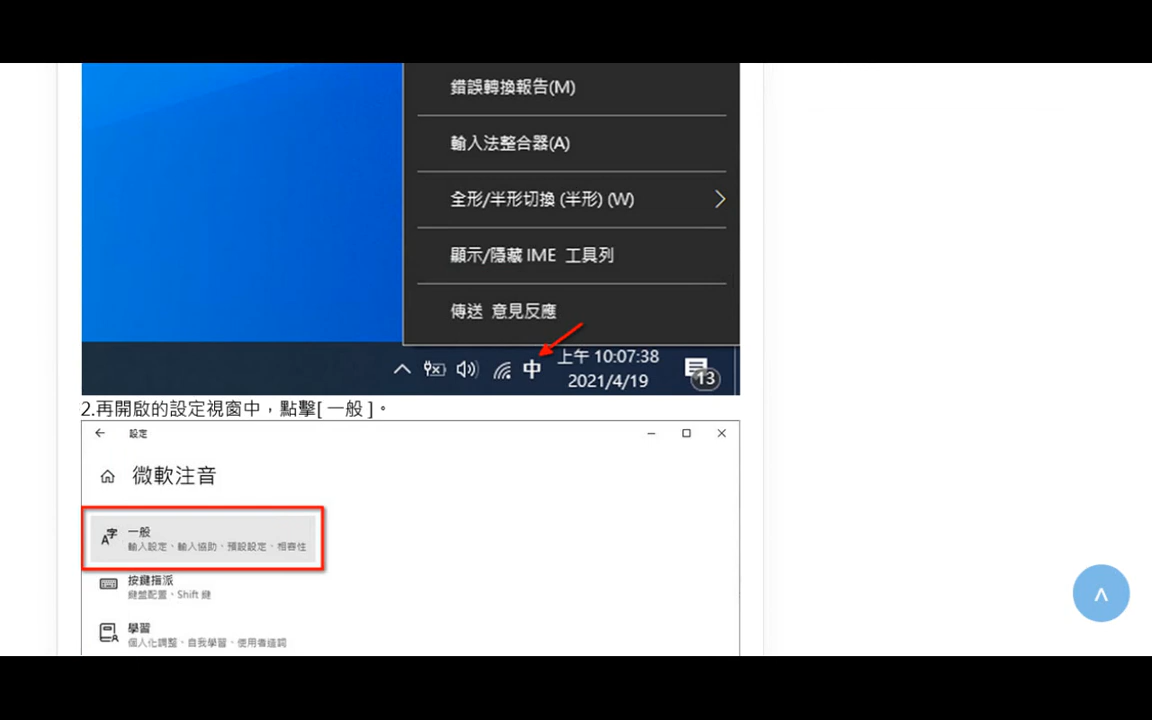 錯誤轉換報告(M)
輸入法整合器(A)
全形/半形切換 (半形) (W)
顯示/隱藏 IME 工具列
傳送 意見反應
中
上午 10:07:38
2021/4/19
13
2.再開啟的設定視窗中，點擊[ 一般 ]。
設定
微軟注音
一般
輸入設定、輸入協助、預設設定、相容性
按鍵指派
鍵盤配置、Shift 鍵
學習
個人化調整、自我學習、使用者造詞